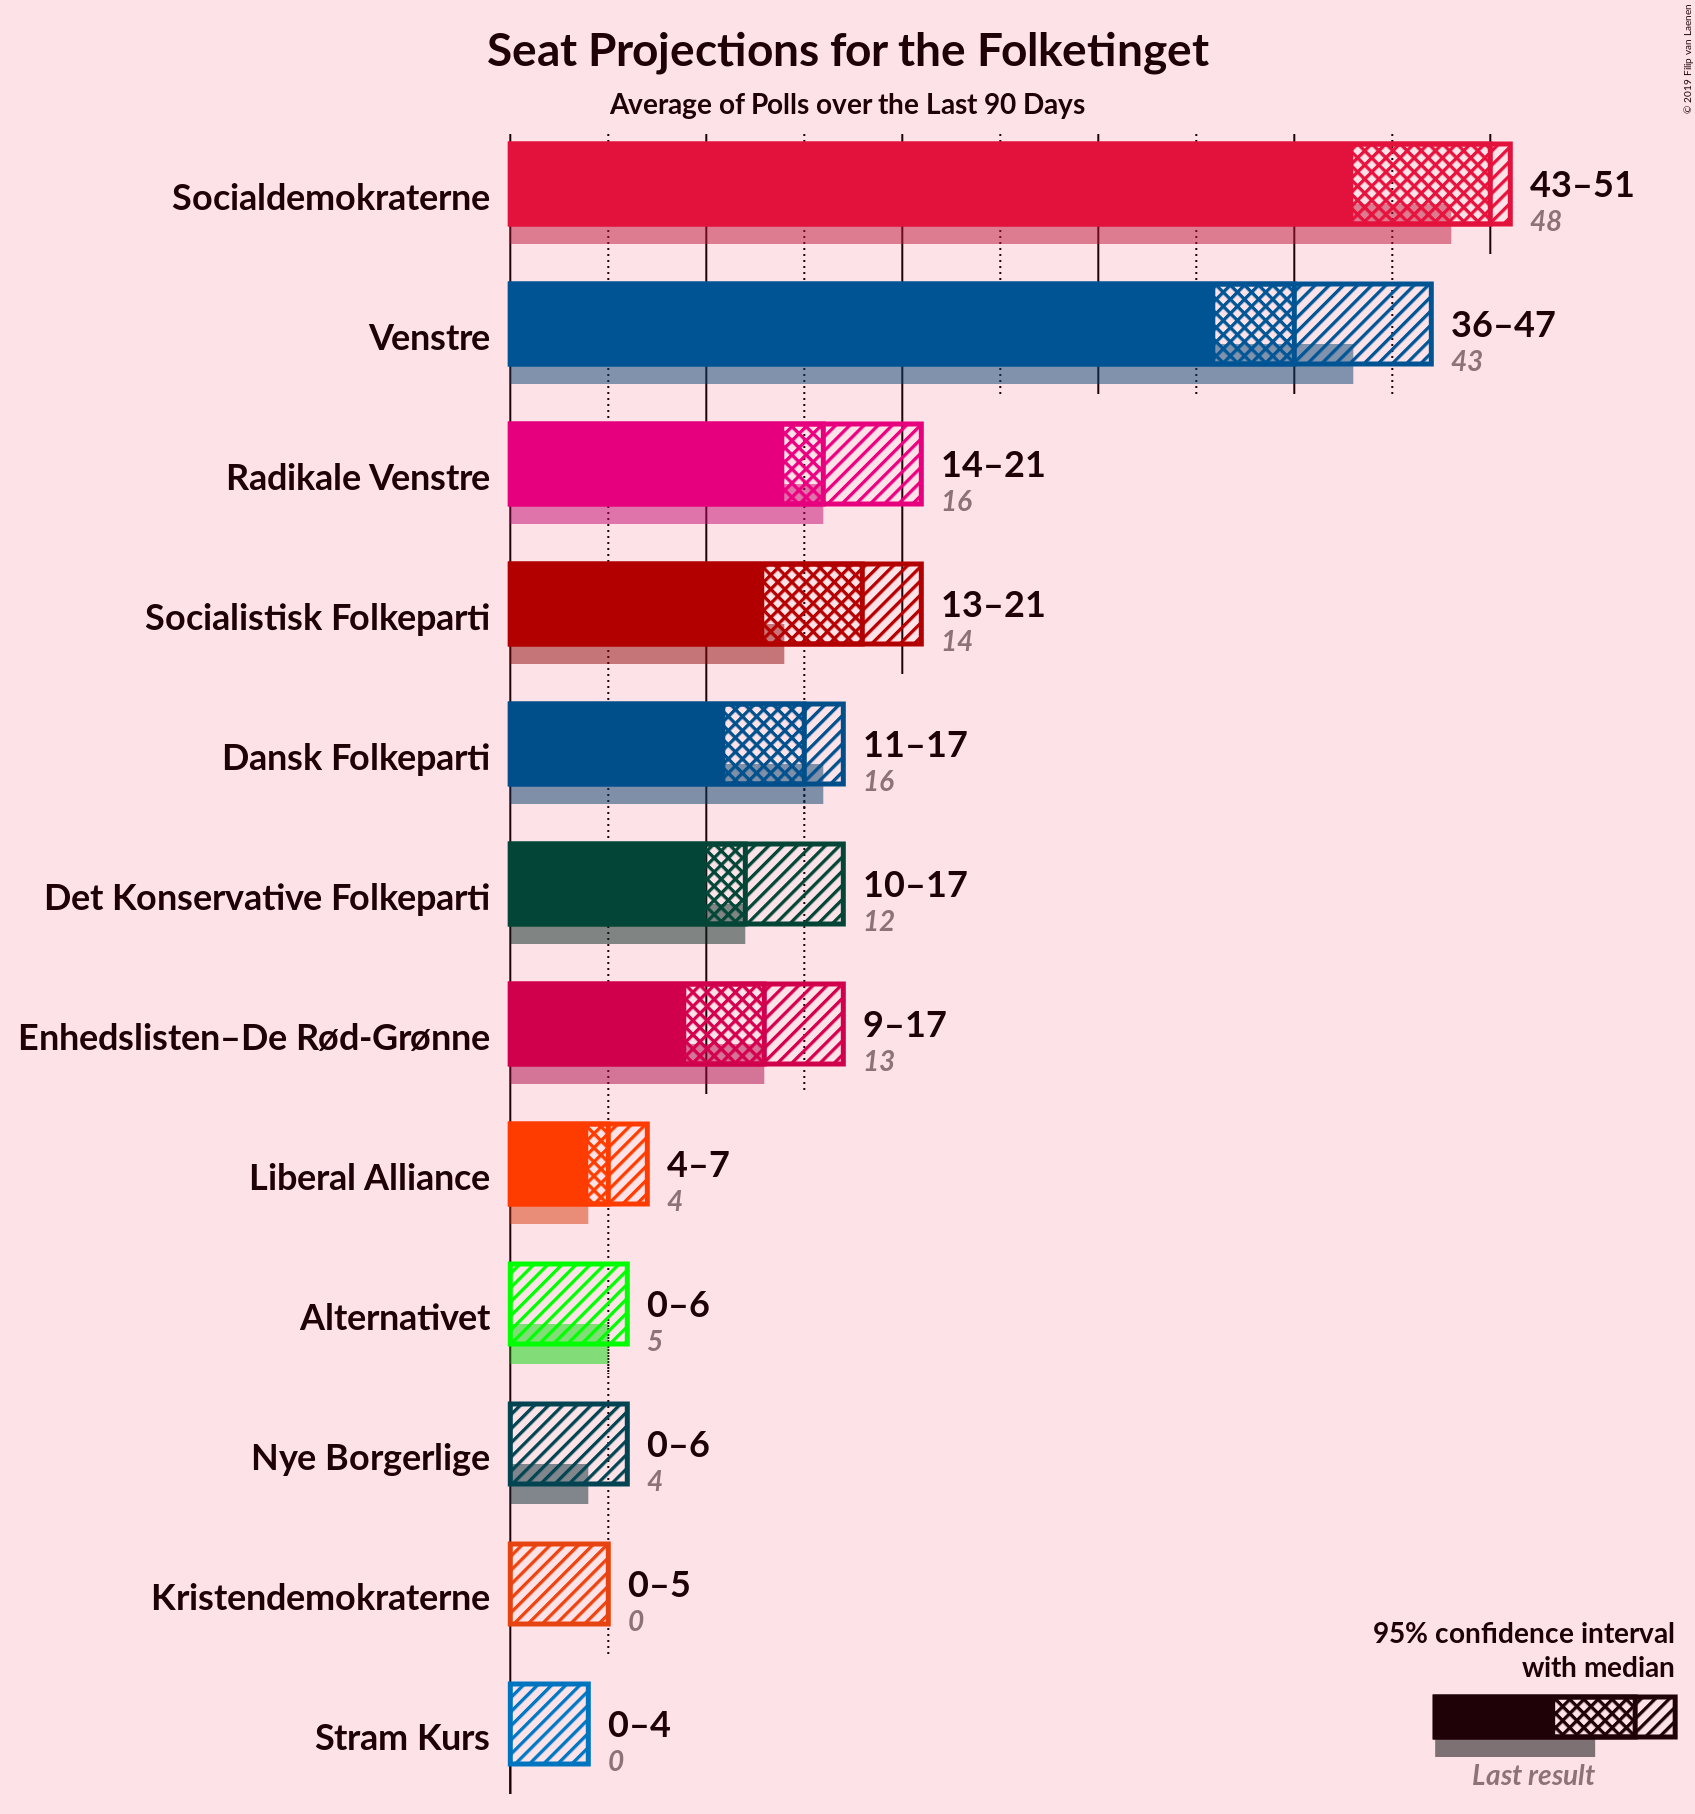 Seat Projections for the Folketinget
Average of Polls over the Last 90 Days
© 2019 Filip van Laenen
Socialdemokraterne
43–51
48
Venstre
36–47
43
Radikale Venstre
14–21
16
Socialistisk Folkeparti
13–21
14
Dansk Folkeparti
11–17
16
Det Konservative Folkeparti
10–17
12
Enhedslisten–De Rød-Grønne
9–17
13
Liberal Alliance
4–7
4
Alternativet
0–6
5
Nye Borgerlige
0–6
4
Kristendemokraterne
0–5
0
Stram Kurs
0–4
0
95% confidence interval
with median
Last result